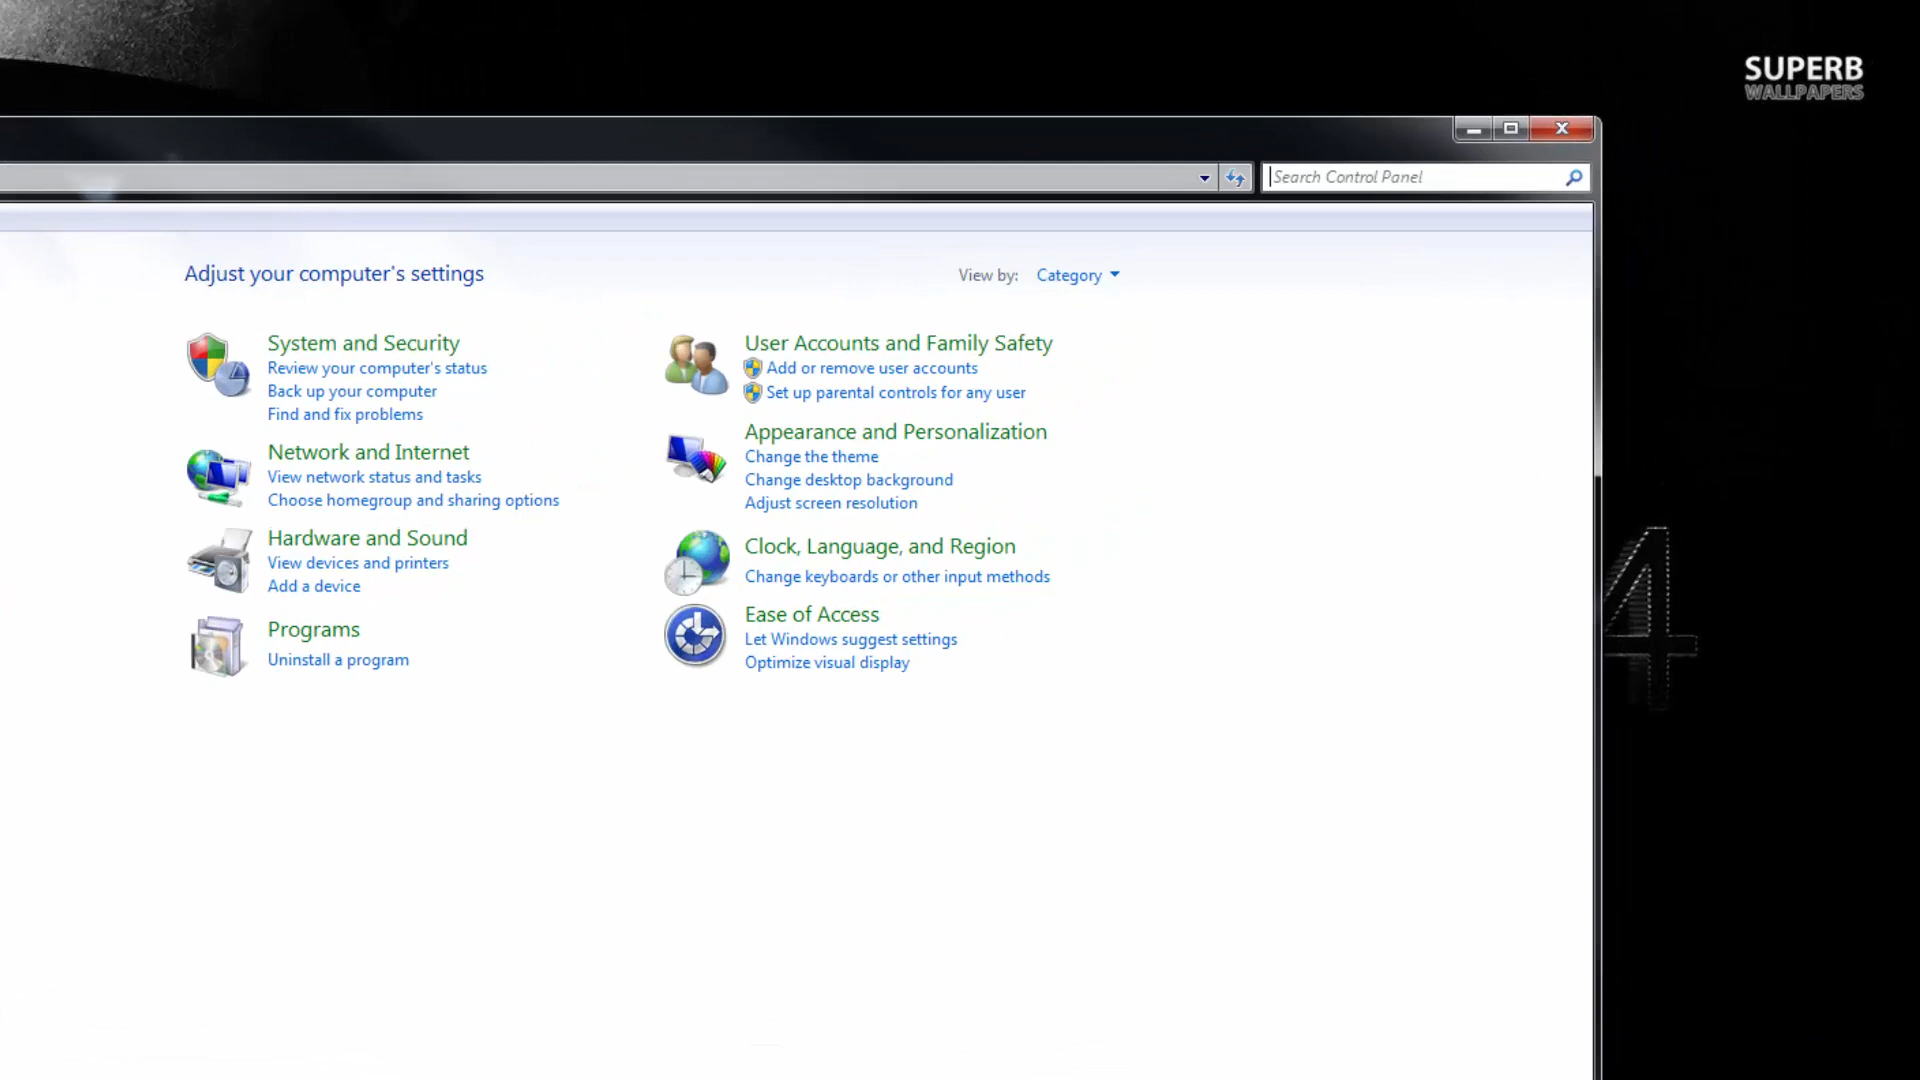 SUPERB
WALLPAPERS
Search Control Panel
Adjust your computer's settings
View by: Category
System and Security
Review your computer's status
Back up your computer
Find and fix problems
Network and Internet
View network status and tasks
Choose homegroup and sharing options
Hardware and Sound
View devices and printers
Add a device
Programs
Uninstall a program
User Accounts and Family Safety
Add or remove user accounts
Set up parental controls for any user
Appearance and Personalization
Change the theme
Change desktop background
Adjust screen resolution
Clock, Language, and Region
Change keyboards or other input methods
Ease of Access
Let Windows suggest settings
Optimize visual display
4